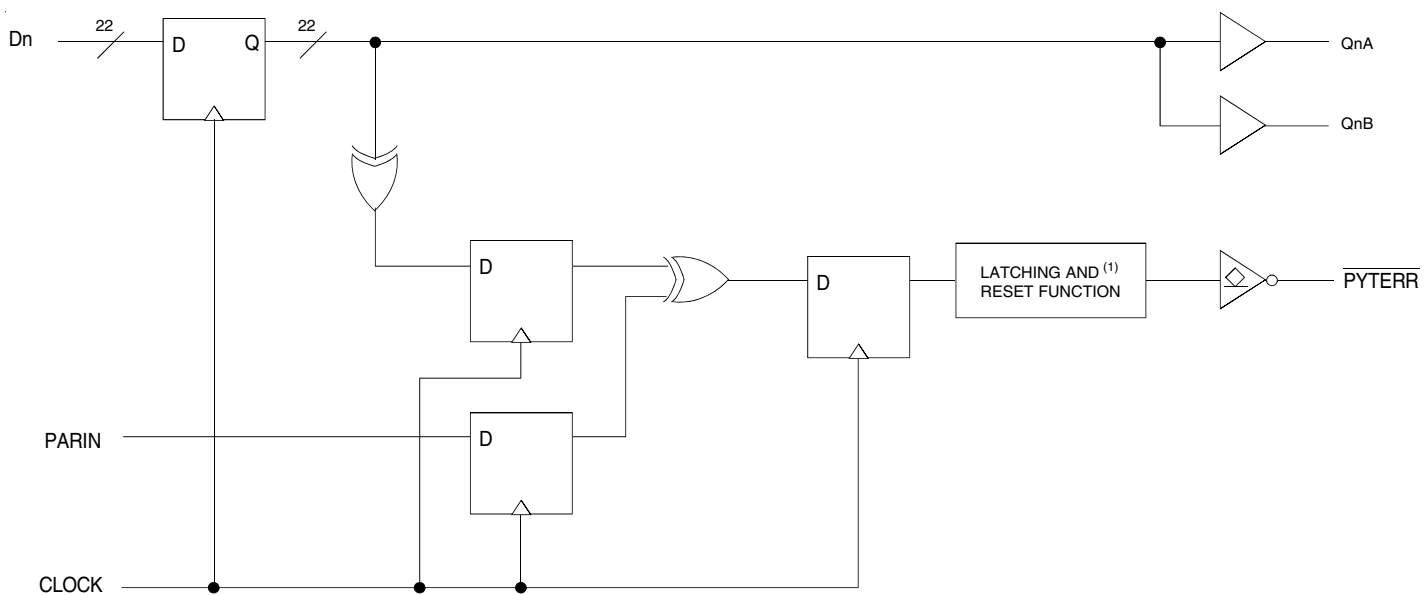 Dn
22
D
Q
22
QnA
QnB
D
D
LATCHING AND (1)
RESET FUNCTION
PYTERR
PARIN
D
CLOCK